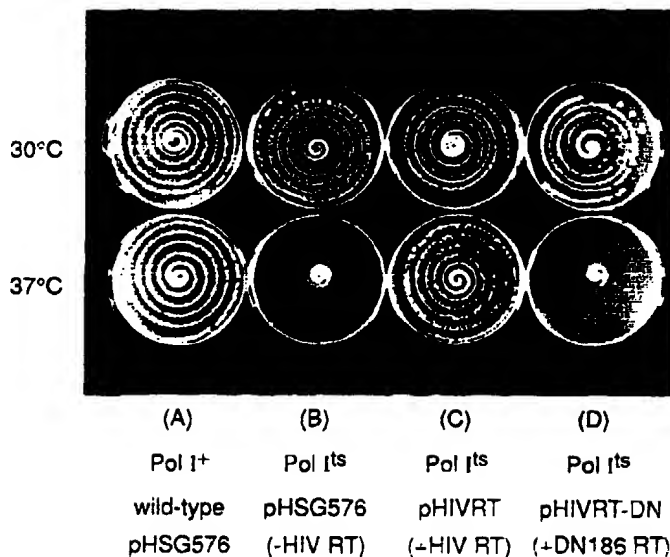 30°C
37°C
(A) (B) (C) (D)
Pol I+ Pol Its Pol Its Pol Its
wild-type pHSG576 pHIVRT pHIVRT-DN
pHSG576 (-HIV RT) (+HIV RT) (+DN186 RT)